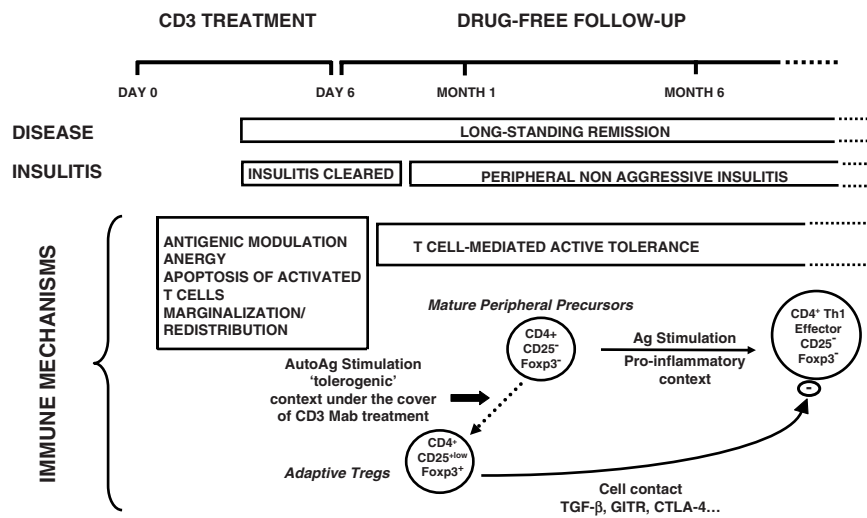 CD3 TREATMENT
DRUG-FREE FOLLOW-UP
DAY 0
DAY 6
MONTH 1
MONTH 6
DISEASE
LONG-STANDING REMISSION
INSULITIS
INSULITIS CLEARED
PERIPHERAL NON AGGRESSIVE INSULITIS
IMMUNE MECHANISMS
ANTIGENIC MODULATION
ANERGY
APOPTOSIS OF ACTIVATED
T CELLS
MARGINALIZATION/
REDISTRIBUTION
T CELL-MEDIATED ACTIVE TOLERANCE
Mature Peripheral Precursors
CD4+
CD25⁻
Foxp3⁻
Ag Stimulation
Pro-inflammatory
context
CD4⁺ Th1
Effector
CD25⁻
Foxp3⁻
-
AutoAg Stimulation
‘tolerogenic’
context under the cover
of CD3 Mab treatment
Adaptive Tregs
CD4⁺
CD25⁺ˡᵒʷ
Foxp3⁺
Cell contact
TGF-β, GITR, CTLA-4…